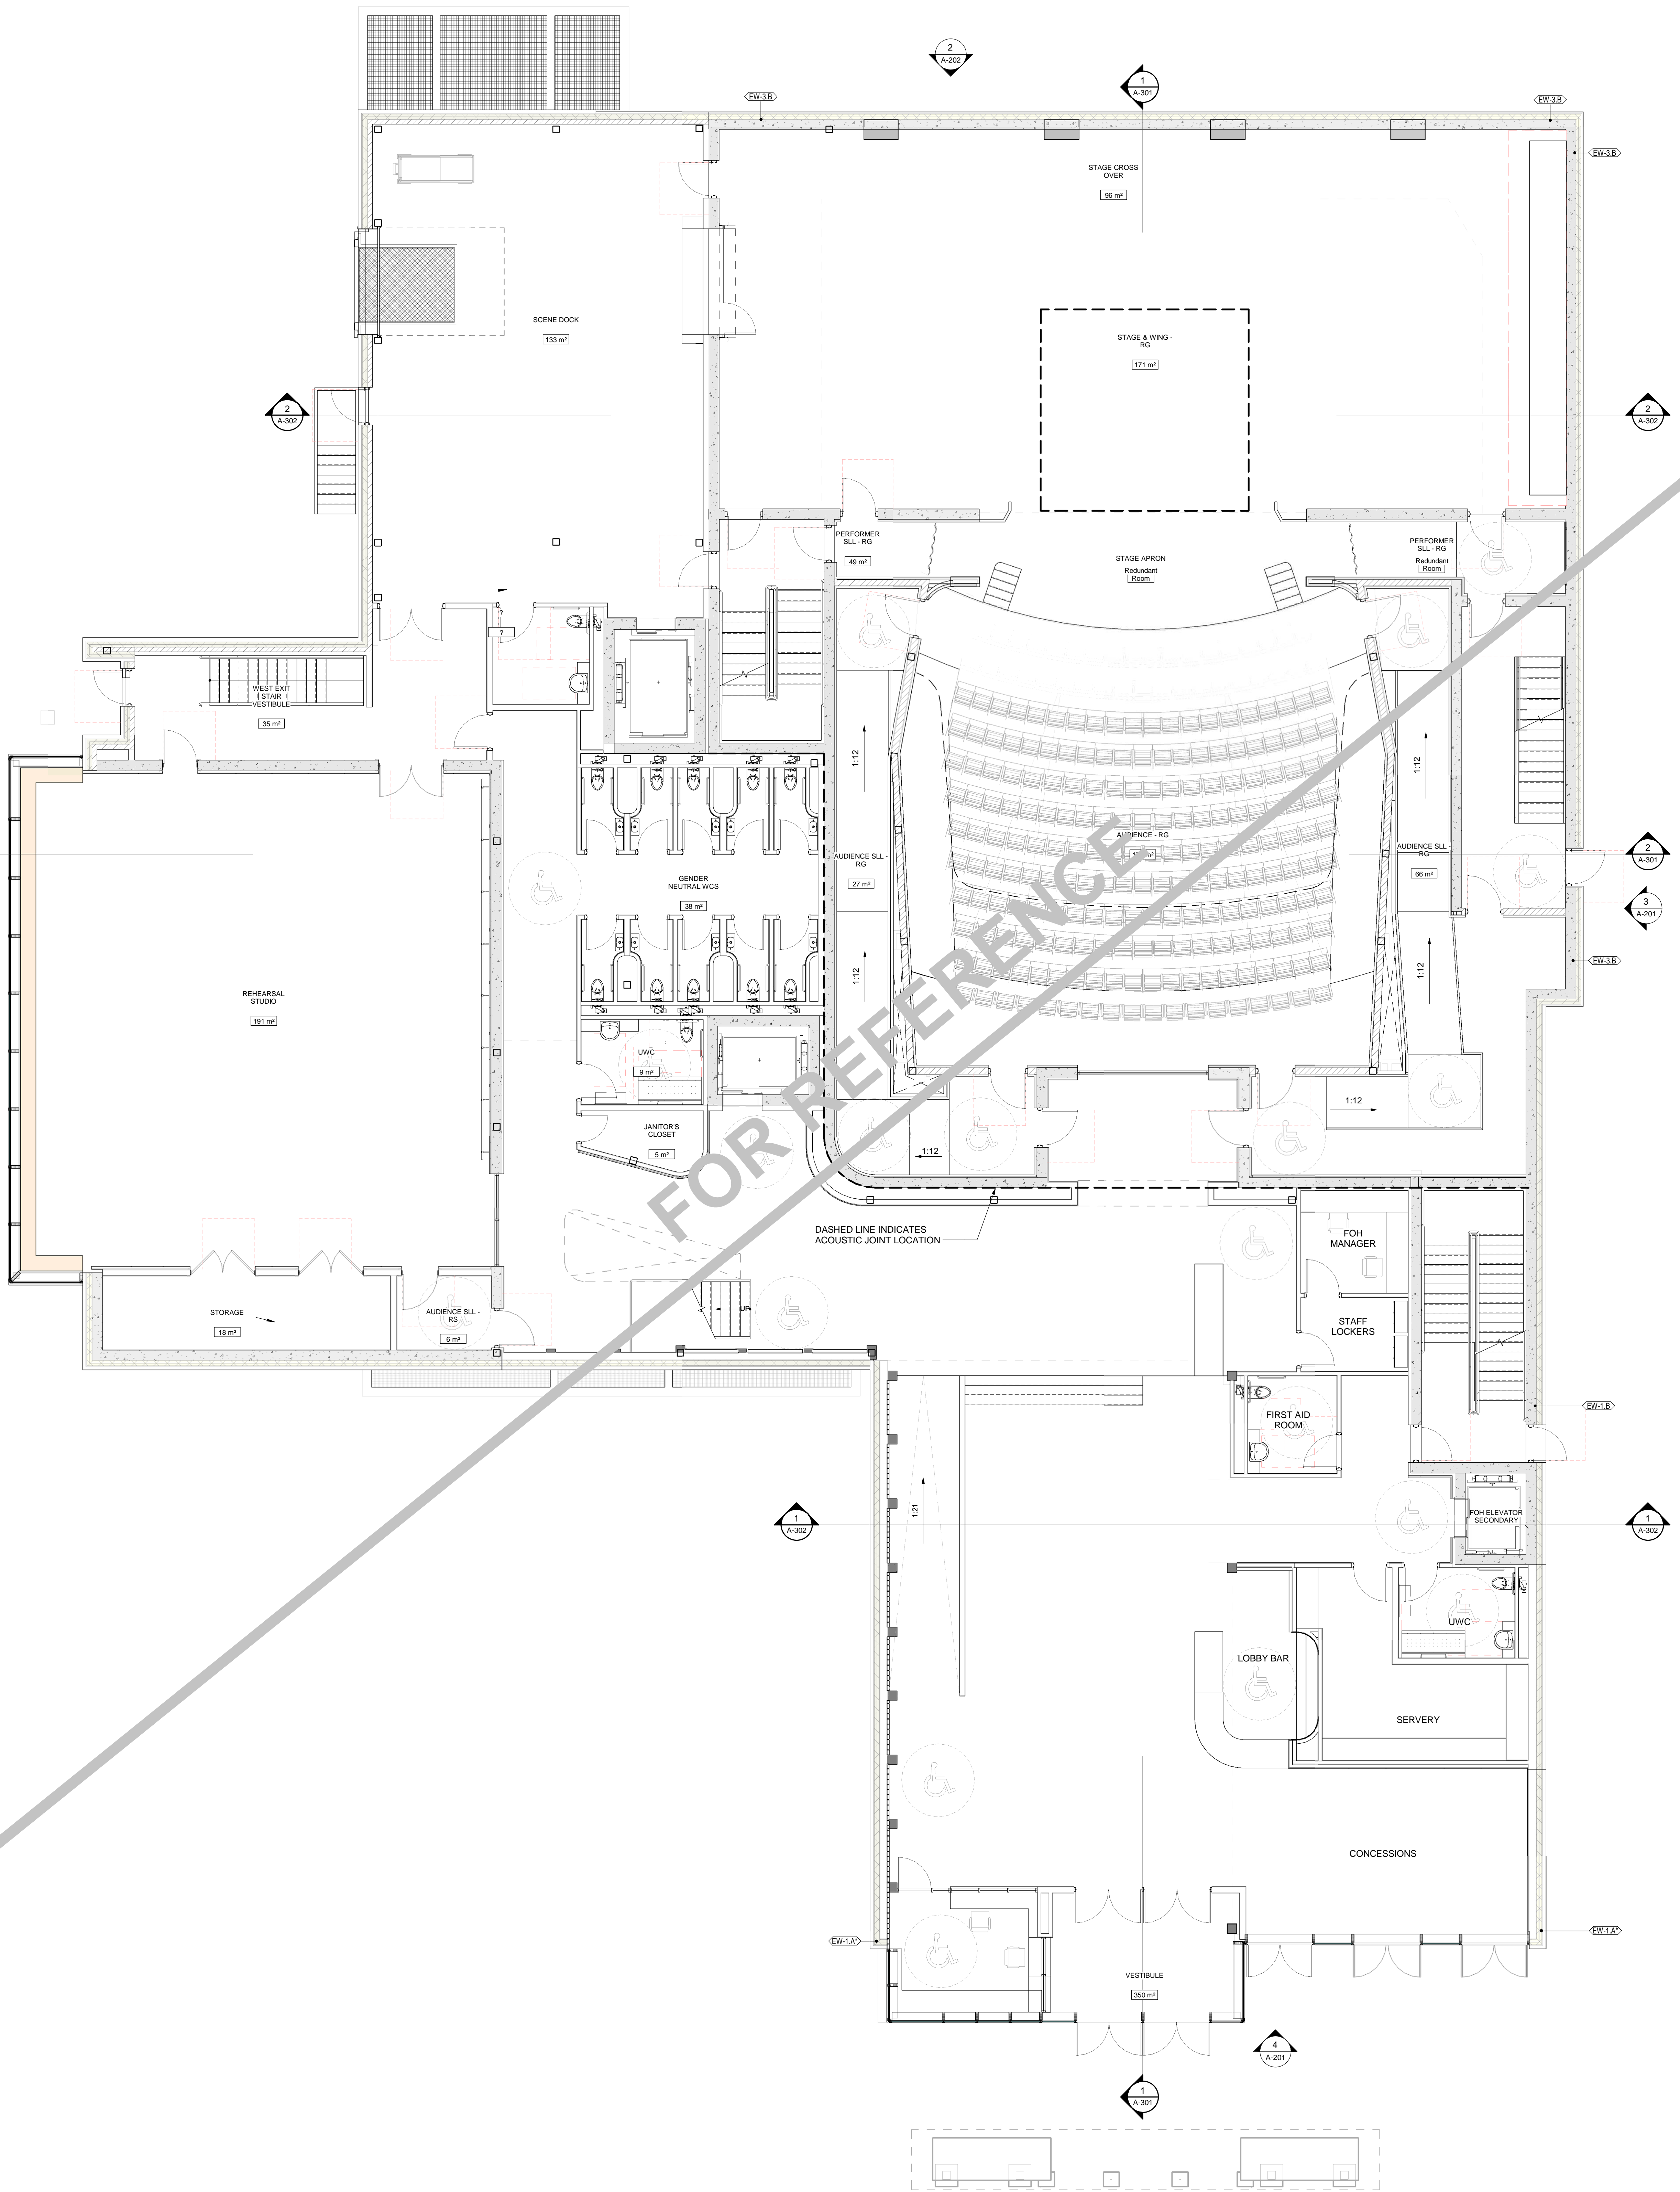 2
A-202
1
A-301
EW-3.B
EW-3.B
EW-3.B
STAGE CROSS
OVER
96 m²
SCENE DOCK
133 m²
STAGE & WING -
RG
171 m²
2
A-302
2
A-302
PERFORMER
SLL - RG
49 m²
STAGE APRON
Redundant
Room
PERFORMER
SLL - RG
Redundant
Room
?
?
WEST EXIT
STAIR
VESTIBULE
35 m²
1:12
1:12
AUDIENCE - RG
AUDIENCE SLL -
RG
27 m²
AUDIENCE SLL -
RG
66 m²
2
A-301
3
A-201
GENDER
NEUTRAL WCS
38 m²
EW-3.B
1:12
1:12
REHEARSAL
STUDIO
191 m²
UWC
9 m²
JANITOR'S
CLOSET
5 m²
1:12
1:12
FOR REFERENCE
DASHED LINE INDICATES
ACOUSTIC JOINT LOCATION
FOH
MANAGER
STORAGE
18 m²
AUDIENCE SLL -
RS
6 m²
UP
STAFF
LOCKERS
FIRST AID
ROOM
EW-1.B
1:21
1
A-302
FOH ELEVATOR
SECONDARY
1
A-302
UWC
LOBBY BAR
SERVERY
CONCESSIONS
EW-1.A*
EW-1.A*
VESTIBULE
350 m²
4
A-201
1
A-301